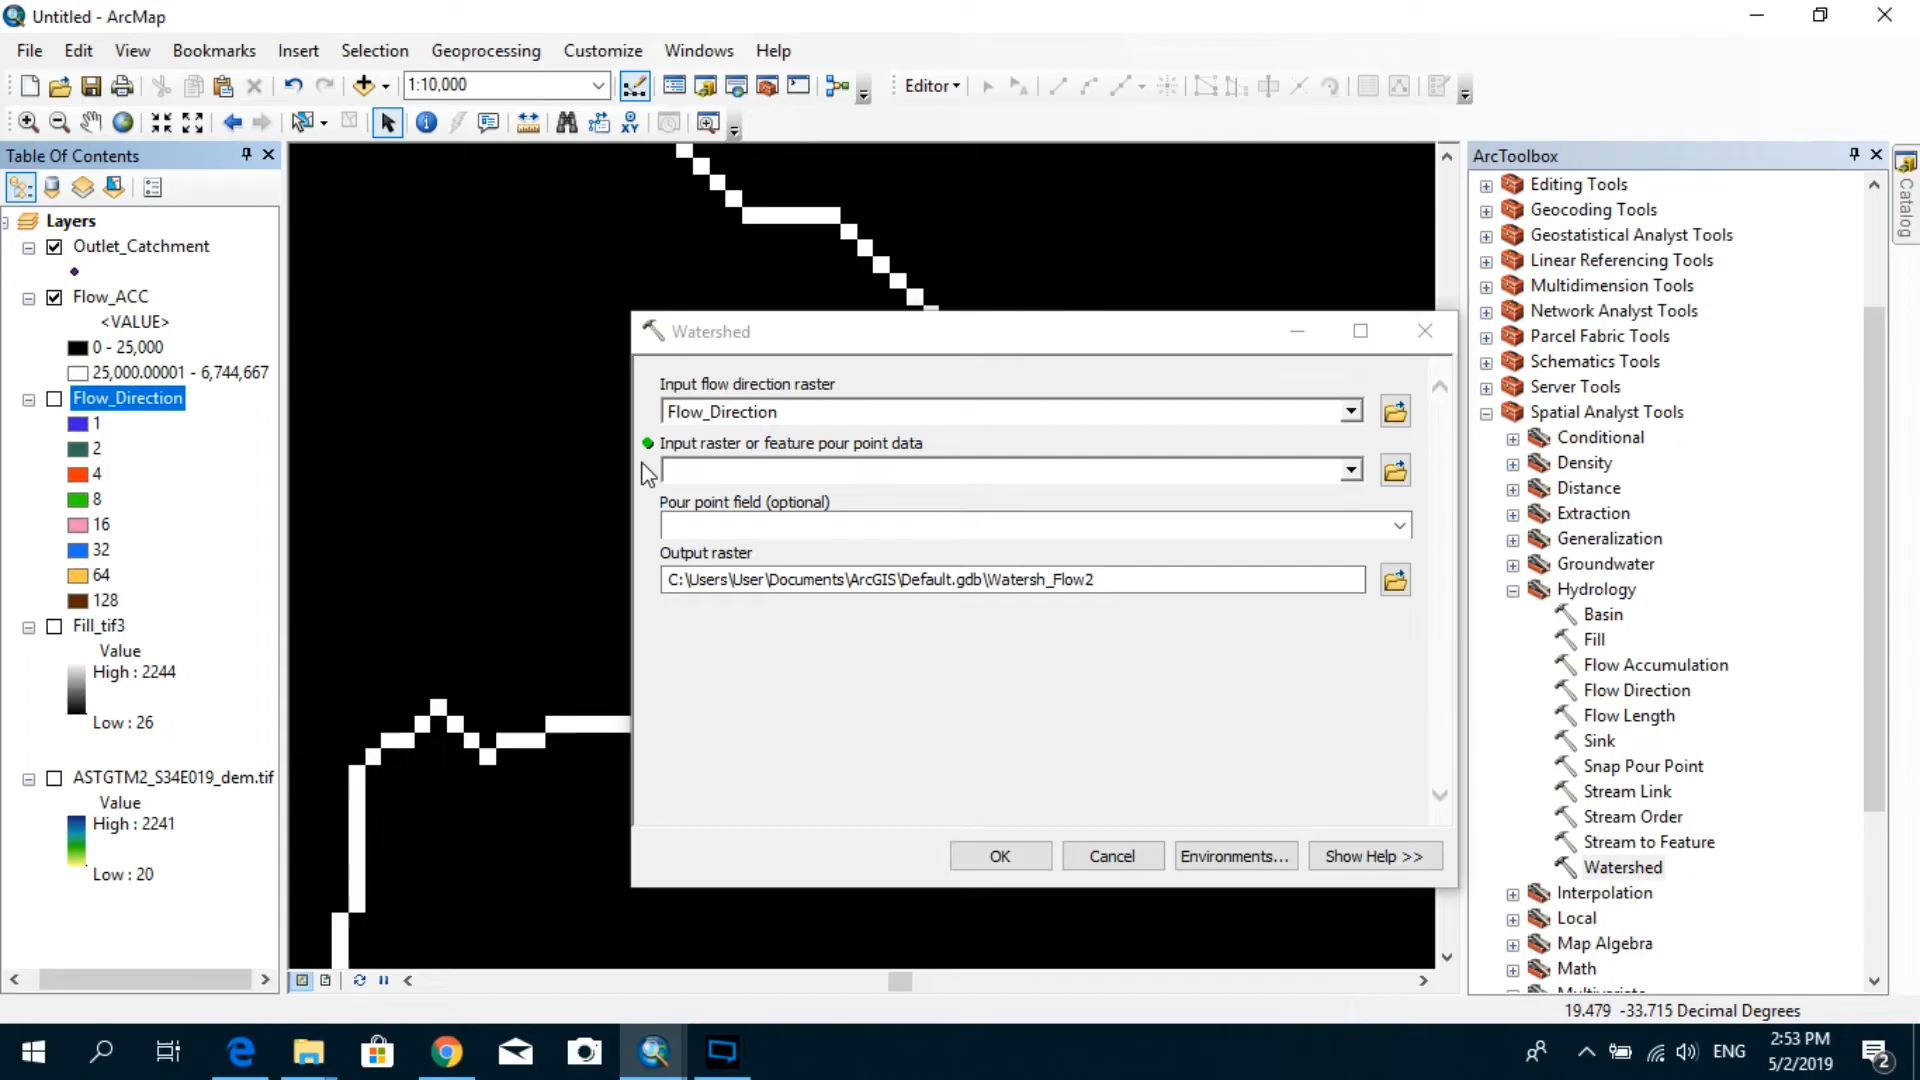 Untitled - ArcMap
File Edit View Bookmarks Insert Selection Geoprocessing Customize Windows Help
1:10,000
Editor
Table Of Contents
Layers
Outlet_Catchment
Flow_ACC
<VALUE>
0 - 25,000
25,000.00001 - 6,744,667
Flow_Direction
1
2
4
8
16
32
64
128
Fill_tif3
Value
High : 2244
Low : 26
ASTGTM2_S34E019_dem.tif
Value
High : 2241
Low : 20
Watershed
Input flow direction raster
Flow_Direction
Input raster or feature pour point data
Pour point field (optional)
Output raster
C:\Users\User\Documents\ArcGIS\Default.gdb\Watersh_Flow2
OK Cancel Environments... Show Help >>
ArcToolbox
Editing Tools
Geocoding Tools
Geostatistical Analyst Tools
Linear Referencing Tools
Multidimension Tools
Network Analyst Tools
Parcel Fabric Tools
Schematics Tools
Server Tools
Spatial Analyst Tools
Conditional
Density
Distance
Extraction
Generalization
Groundwater
Hydrology
Basin
Fill
Flow Accumulation
Flow Direction
Flow Length
Sink
Snap Pour Point
Stream Link
Stream Order
Stream to Feature
Watershed
Interpolation
Local
Map Algebra
Math
Catalog
19.479 -33.715 Decimal Degrees
ENG
2:53 PM
5/2/2019
2